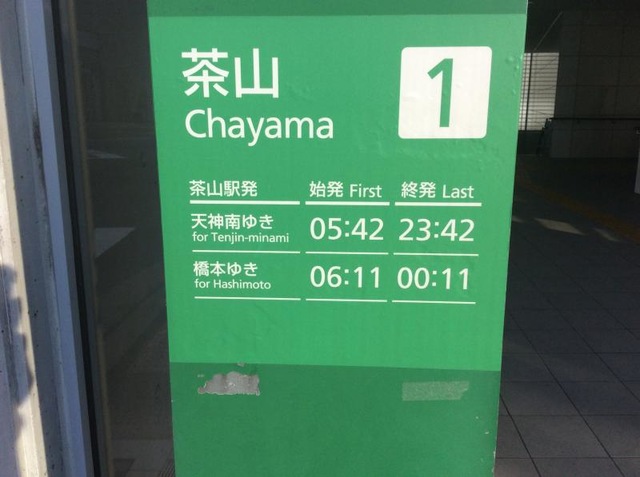 茶山
Chayama
1
茶山駅発 始発 First 終発 Last
天神南ゆき 05:42 23:42
for Tenjin-minami
橋本ゆき 06:11 00:11
for Hashimoto